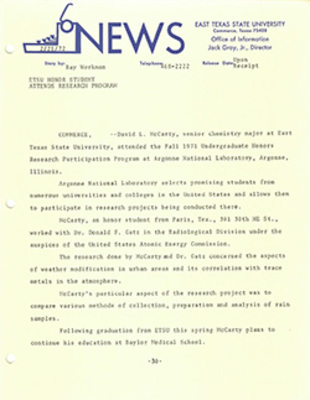 NEWS
EAST TEXAS STATE UNIVERSITY
Commerce, Texas 75428
Office of Information
Jack Gray, Jr., Director
2/25/72
Story by: Ray Workman Telephone: 468-2222 Release Date: Upon Receipt
ETSU HONOR STUDENT
ATTENDS RESEARCH PROGRAM
COMMERCE, --David L. McCarty, senior chemistry major at East
Texas State University, attended the Fall 1971 Undergraduate Honors
Research Participation Program at Argonne National Laboratory, Argonne,
Illinois.
Argonne National Laboratory selects promising students from
numerous universities and colleges in the United States and allows them
to participate in research projects being conducted there.
McCarty, an honor student from Paris, Tex., 301 30th NE St.,
worked with Dr. Donald F. Gatz in the Radiological Division under the
auspices of the United States Atomic Energy Commission.
The research done by McCarty and Dr. Gatz concerned the aspects
of weather modification in urban areas and its correlation with trace
metals in the atmosphere.
McCarty's particular aspect of the research project was to
compare various methods of collection, preparation and analysis of rain
samples.
Following graduation from ETSU this spring McCarty plans to
continue his education at Baylor Medical School.
-30-